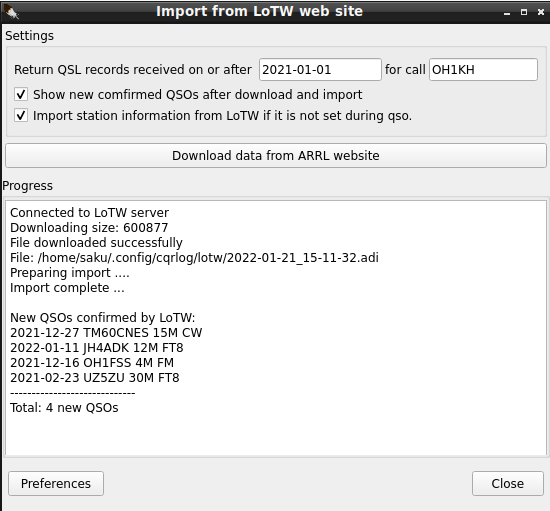 Import from LoTW web site
Settings
Return QSL records received on or after 2021-01-01 for call OH1KH
Show new comfirmed QSOs after download and import
Import station information from LoTW if it is not set during qso.
Download data from ARRL website
Progress
Connected to LoTW server
Downloading size: 600877
File downloaded successfully
File: /home/saku/.config/cqrlog/lotw/2022-01-21_15-11-32.adi
Preparing import ....
Import complete ...
New QSOs confirmed by LoTW:
2021-12-27 TM60CNES 15M CW
2022-01-11 JH4ADK 12M FT8
2021-12-16 OH1FSS 4M FM
2021-02-23 UZ5ZU 30M FT8
-----------------------------
Total: 4 new QSOs
Preferences Close